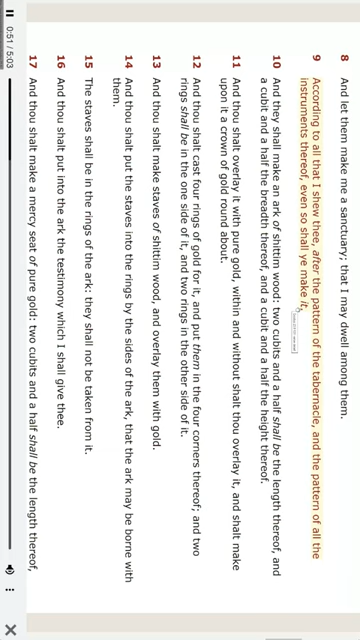 8 And let them make me a sanctuary; that I may dwell among them.
9 According to all that I shew thee, after the pattern of the tabernacle, and the pattern of all the
instruments thereof, even so shall ye make it.
10 And they shall make an ark of shittim wood: two cubits and a half shall be the length thereof, and
a cubit and a half the breadth thereof, and a cubit and a half the height thereof.
11 And thou shalt overlay it with pure gold, within and without shalt thou overlay it, and shalt make
upon it a crown of gold round about.
12 And thou shalt cast four rings of gold for it, and put them in the four corners thereof; and two
rings shall be in the one side of it, and two rings in the other side of it.
13 And thou shalt make staves of shittim wood, and overlay them with gold.
14 And thou shalt put the staves into the rings by the sides of the ark, that the ark may be borne with
them.
15 The staves shall be in the rings of the ark: they shall not be taken from it.
16 And thou shalt put into the ark the testimony which I shall give thee.
17 And thou shalt make a mercy seat of pure gold: two cubits and a half shall be the length thereof,
0:51 / 5:03